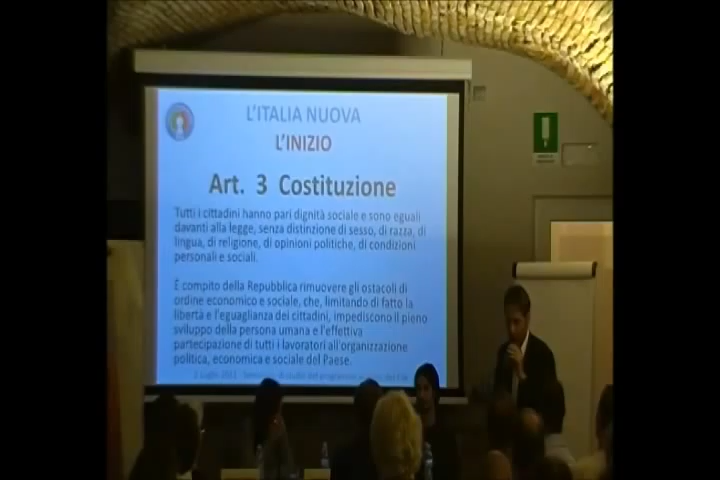 L'ITALIA NUOVA
L'INIZIO
Art. 3 Costituzione
Tutti i cittadini hanno pari dignità sociale e sono eguali
davanti alla legge, senza distinzione di sesso, di razza, di
lingua, di religione, di opinioni politiche, di condizioni
personali e sociali.
È compito della Repubblica rimuovere gli ostacoli di
ordine economico e sociale, che, limitando di fatto la
libertà e l'eguaglianza dei cittadini, impediscono il pieno
sviluppo della persona umana e l'effettiva
partecipazione di tutti i lavoratori all'organizzazione
politica, economica e sociale del Paese.